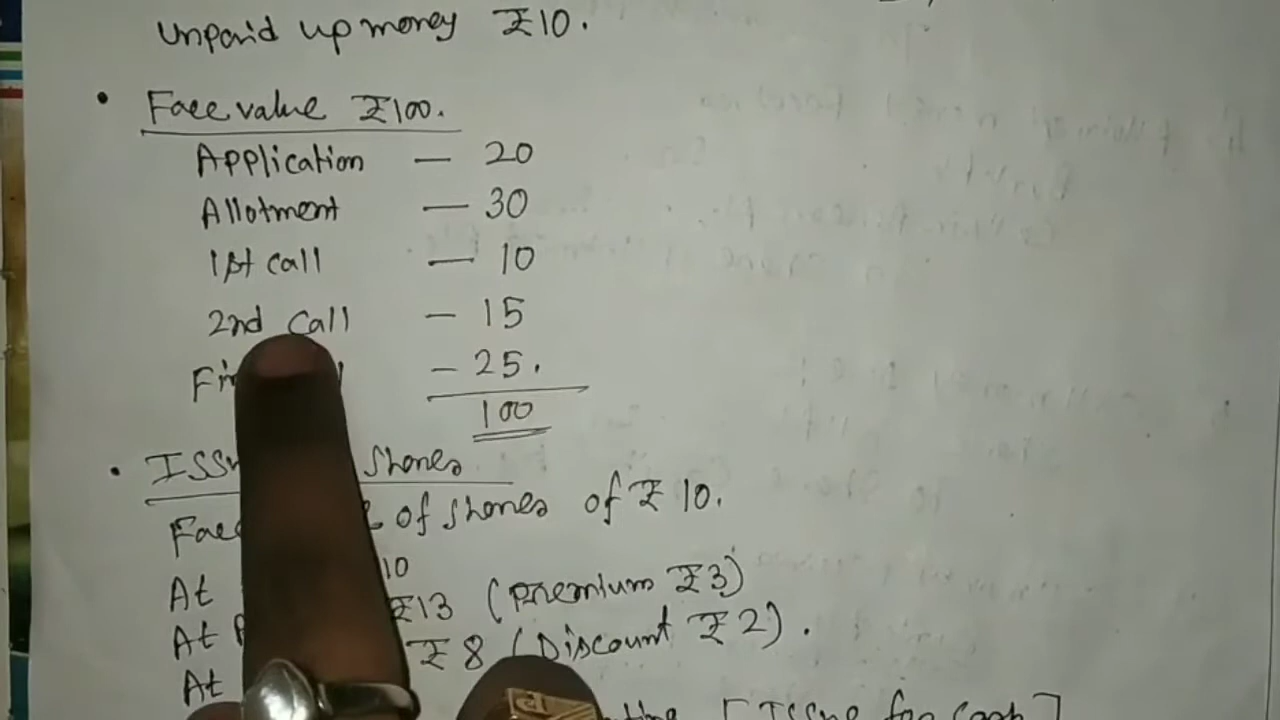 Unpaid up money ₹10.
• Face value ₹100.
Application — 20
Allotment — 30
1st call — 10
2nd Call — 15
— 25.
100
• Shares
of shares of ₹10.
At 10
At ₹13 (Premium ₹3)
At ₹8 (Discount ₹2).
[Issue for cash]